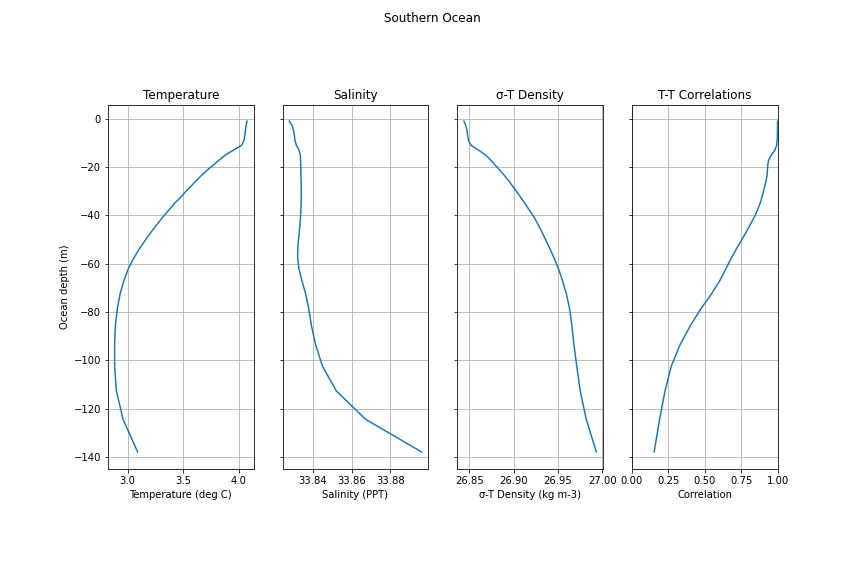 Southern Ocean
Temperature
Salinity
σ-T Density
T-T Correlations
Ocean depth (m)
0
−20
−40
−60
−80
−100
−120
−140
3.0 3.5 4.0
33.84 33.86 33.88
26.85 26.90 26.95 27.00
0.00 0.25 0.50 0.75 1.00
Temperature (deg C)
Salinity (PPT)
σ-T Density (kg m-3)
Correlation